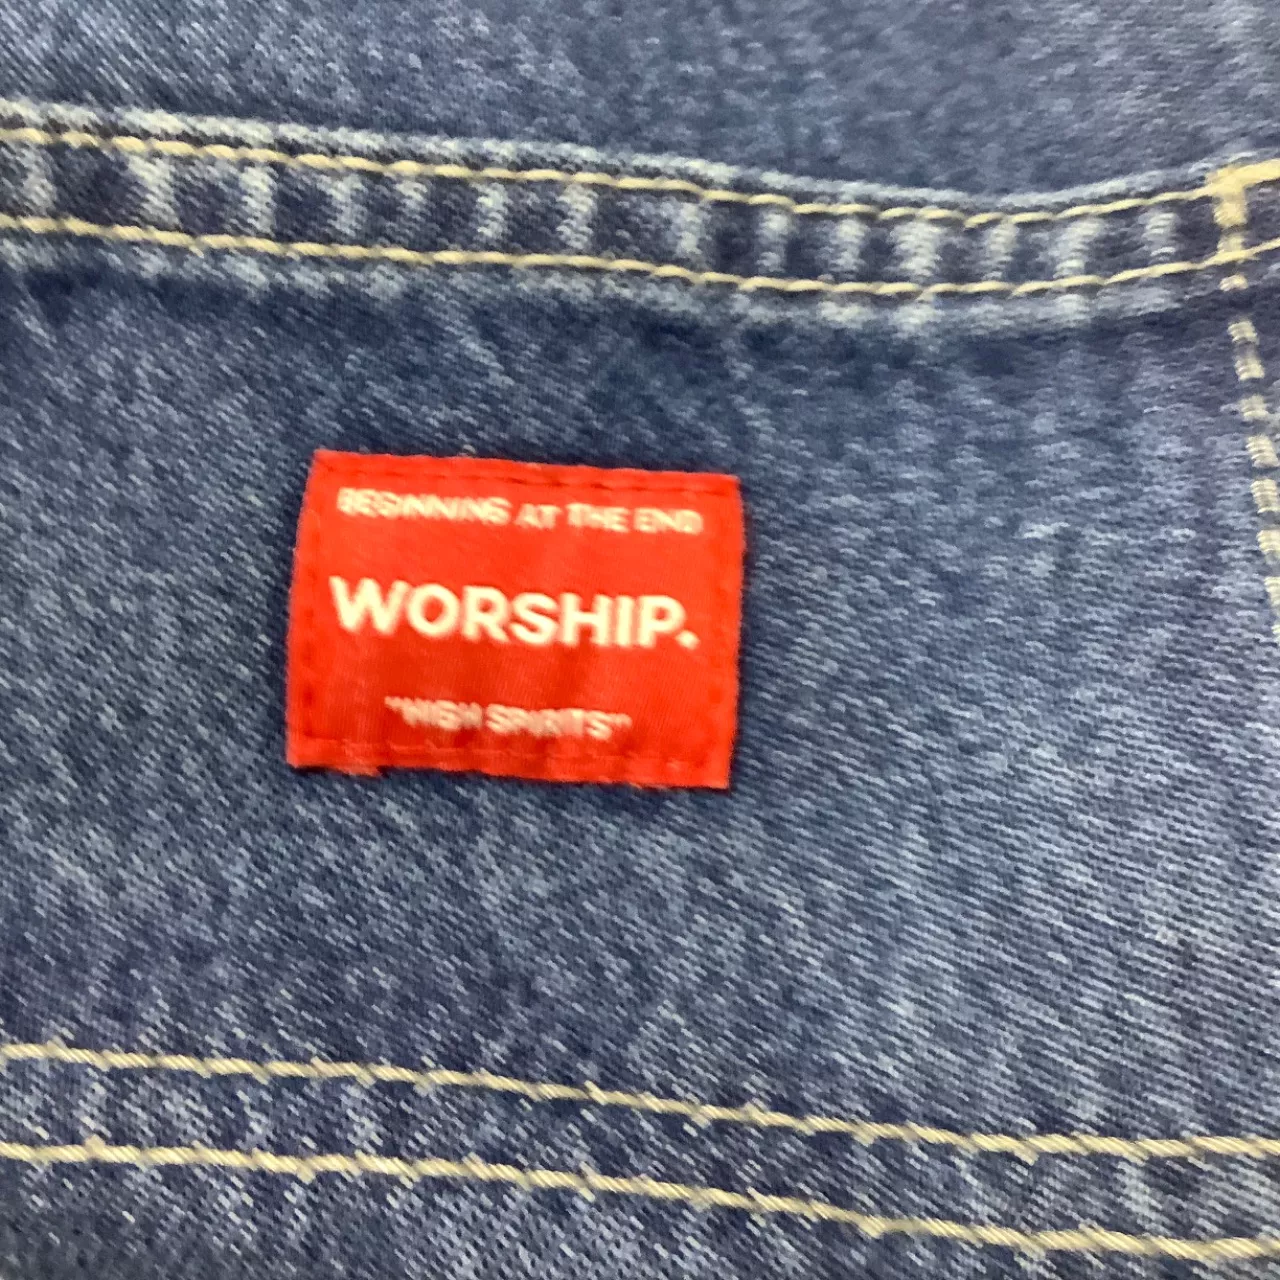 BEGINNING AT THE END
WORSHIP.
"HIGH SPIRITS"